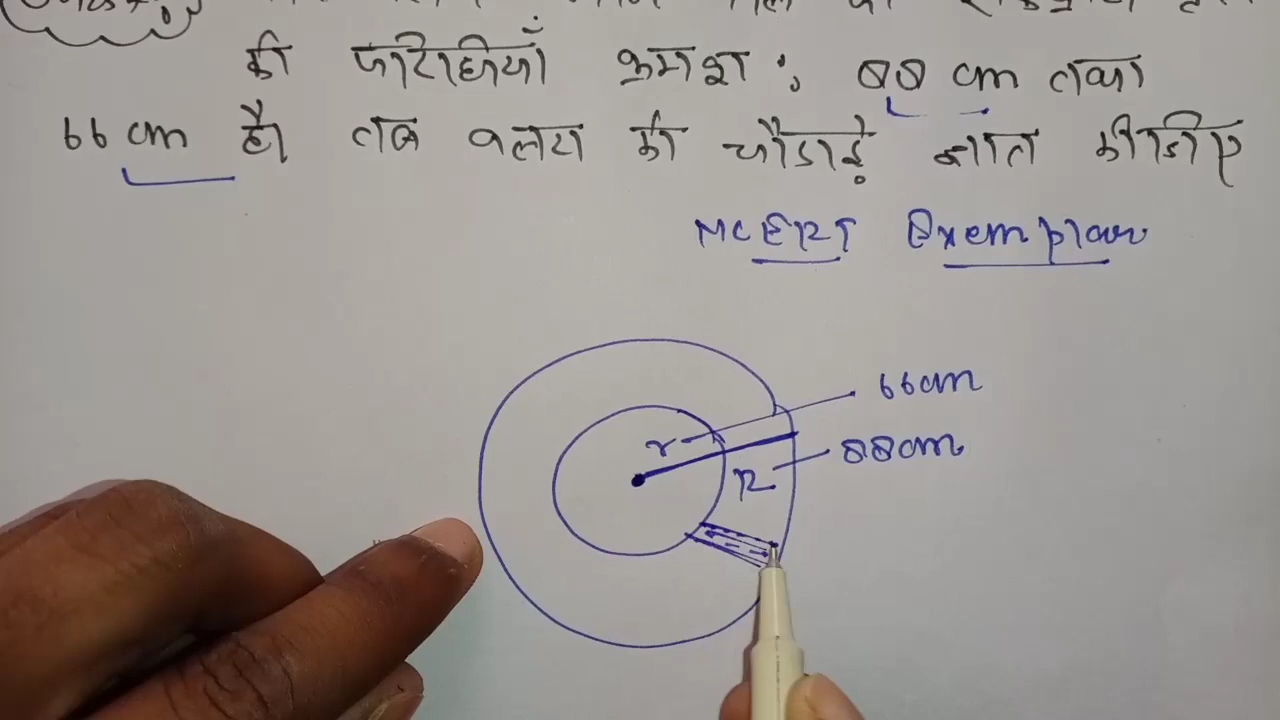 की परिधियाँ क्रमश: 88 cm तथा
66 cm है। तब वलय की चौडाई ज्ञात कीजिए
NCERT Exemplar
66cm
r
88cm
R